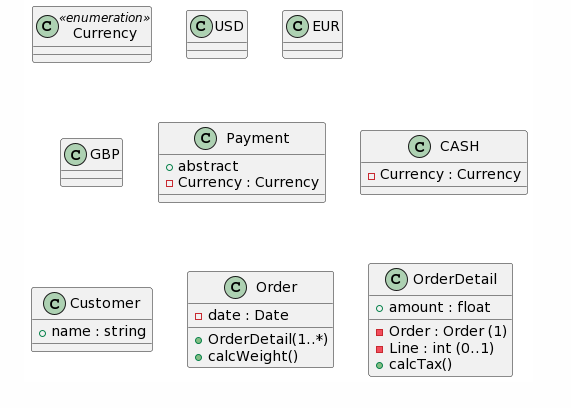 C «enumeration»
Currency
C USD
C EUR
C GBP
C Payment
abstract
Currency : Currency
C CASH
Currency : Currency
C Customer
name : string
C Order
date : Date
OrderDetail(1..*)
calcWeight()
C OrderDetail
amount : float
Order : Order (1)
Line : int (0..1)
calcTax()